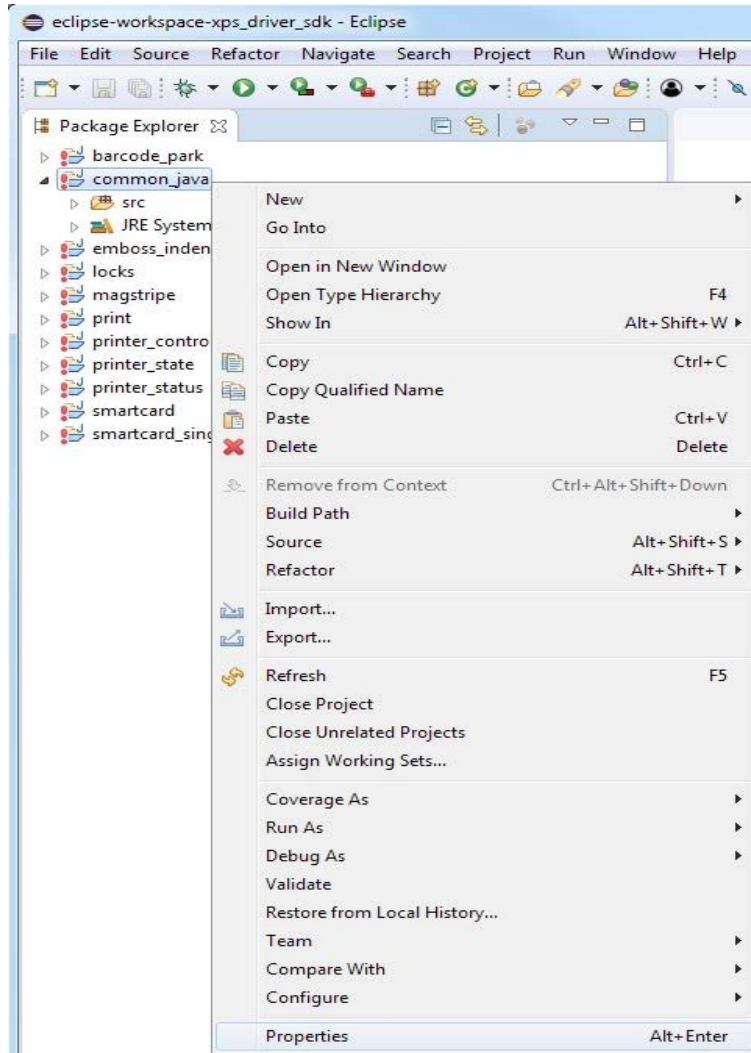 eclipse-workspace-xps_driver_sdk - Eclipse
File Edit Source Refactor Navigate Search Project Run Window Help
Package Explorer
barcode_park
common_java
src
JRE System
emboss_inden
locks
magstripe
print
printer_contro
printer_state
printer_status
smartcard
smartcard_sing
New
Go Into
Open in New Window
Open Type Hierarchy F4
Show In Alt+Shift+W
Copy Ctrl+C
Copy Qualified Name
Paste Ctrl+V
Delete Delete
Remove from Context Ctrl+Alt+Shift+Down
Build Path
Source Alt+Shift+S
Refactor Alt+Shift+T
Import...
Export...
Refresh F5
Close Project
Close Unrelated Projects
Assign Working Sets...
Coverage As
Run As
Debug As
Validate
Restore from Local History...
Team
Compare With
Configure
Properties Alt+Enter